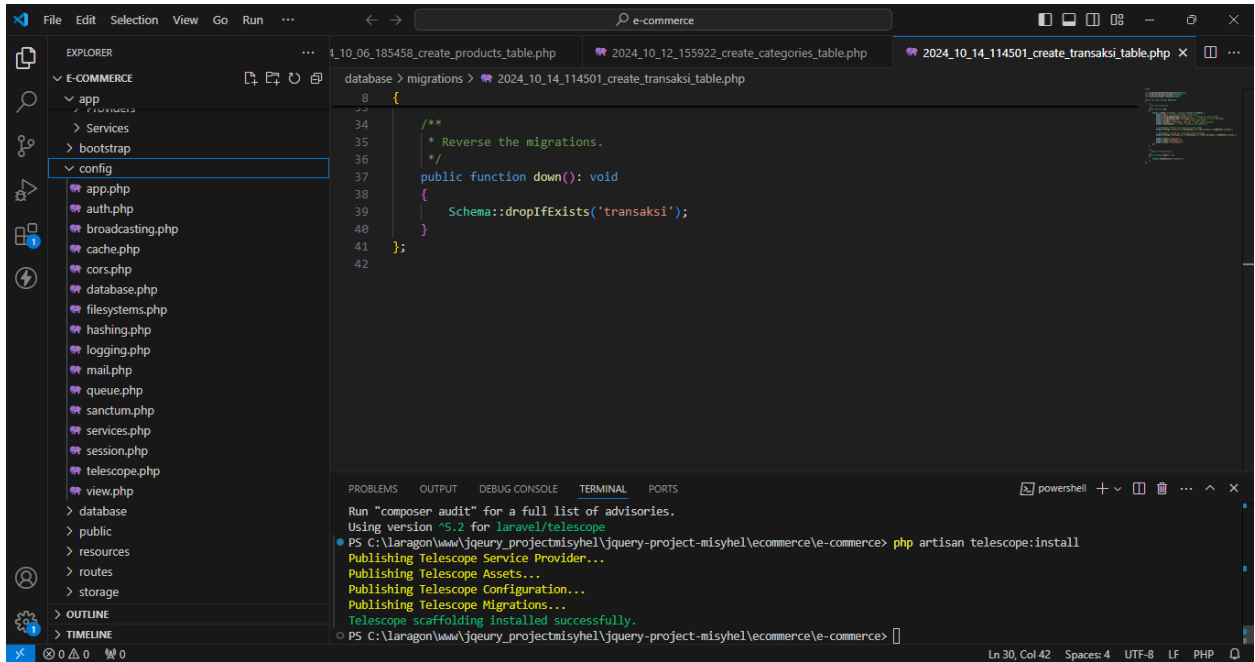 File Edit Selection View Go Run ... e-commerce
EXPLORER
E-COMMERCE
app
Providers
Services
bootstrap
config
app.php
auth.php
broadcasting.php
cache.php
cors.php
database.php
filesystems.php
hashing.php
logging.php
mail.php
queue.php
sanctum.php
services.php
session.php
telescope.php
view.php
database
public
resources
routes
storage
OUTLINE
TIMELINE
1
1
4_10_06_185458_create_products_table.php 2024_10_12_155922_create_categories_table.php 2024_10_14_114501_create_transaksi_table.php
database > migrations > 2024_10_14_114501_create_transaksi_table.php
8 {
33
34 /**
35 * Reverse the migrations.
36 */
37 public function down(): void
38 {
39 Schema::dropIfExists('transaksi');
40 }
41 };
42
PROBLEMS OUTPUT DEBUG CONSOLE TERMINAL PORTS powershell
Run "composer audit" for a full list of advisories.
Using version ^5.2 for laravel/telescope
PS C:\laragon\www\jqeury_projectmisyhel\jquery-project-misyhel\ecommerce\e-commerce> php artisan telescope:install
Publishing Telescope Service Provider...
Publishing Telescope Assets...
Publishing Telescope Configuration...
Publishing Telescope Migrations...
Telescope scaffolding installed successfully.
PS C:\laragon\www\jqeury_projectmisyhel\jquery-project-misyhel\ecommerce\e-commerce>
0 0 0 Ln 30, Col 42 Spaces: 4 UTF-8 LF PHP